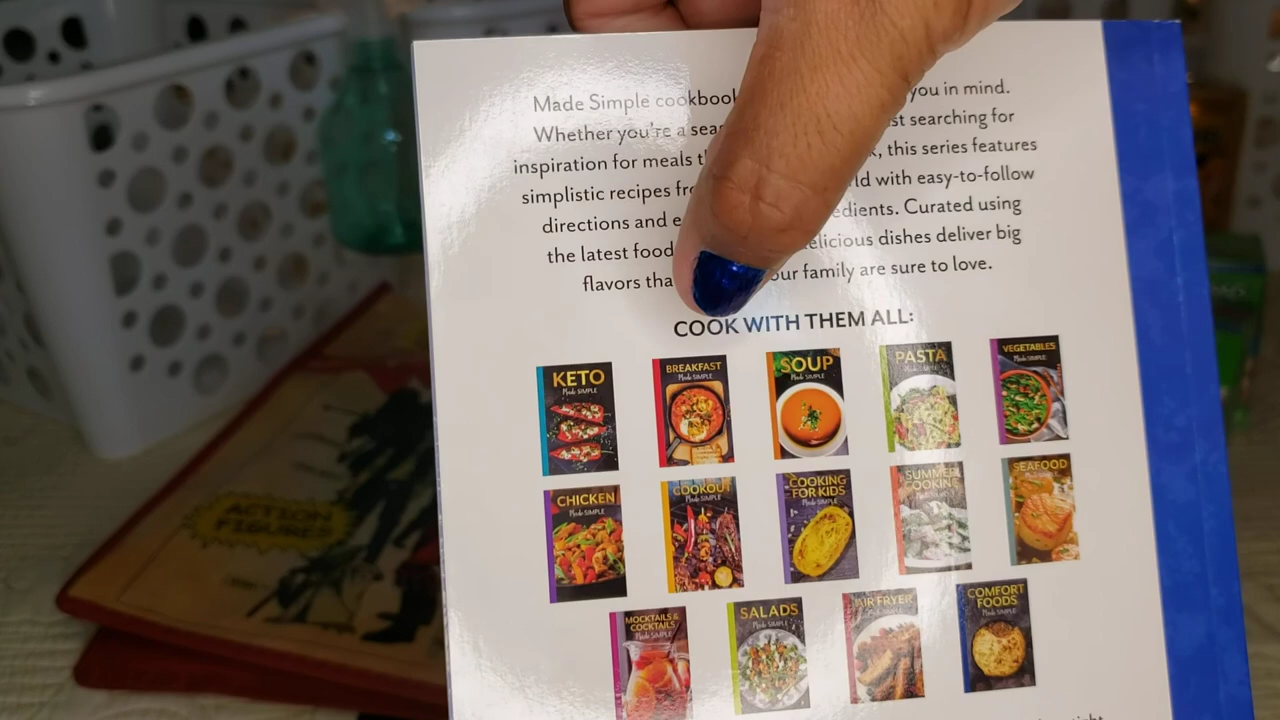 Made Simple cookbook you in mind.
Whether you're a sea st searching for
inspiration for meals t k, this series features
simplistic recipes fr ld with easy-to-follow
directions and e edients. Curated using
the latest food elicious dishes deliver big
flavors tha our family are sure to love.
COOK WITH THEM ALL:
KETO
Made SIMPLE
BREAKFAST
Made SIMPLE
SOUP
Made SIMPLE
PASTA
Made SIMPLE
VEGETABLES
Made SIMPLE
CHICKEN
Made SIMPLE
COOKOUT
Made SIMPLE
COOKING
FOR KIDS
Made SIMPLE
SUMMER
COOKING
SEAFOOD
Made SIMPLE
MOCKTAILS &
COCKTAILS
Made SIMPLE
SALADS
Made SIMPLE
AIR FRYER
Made SIMPLE
COMFORT
FOODS
Made SIMPLE
ACTION
FIGURE!